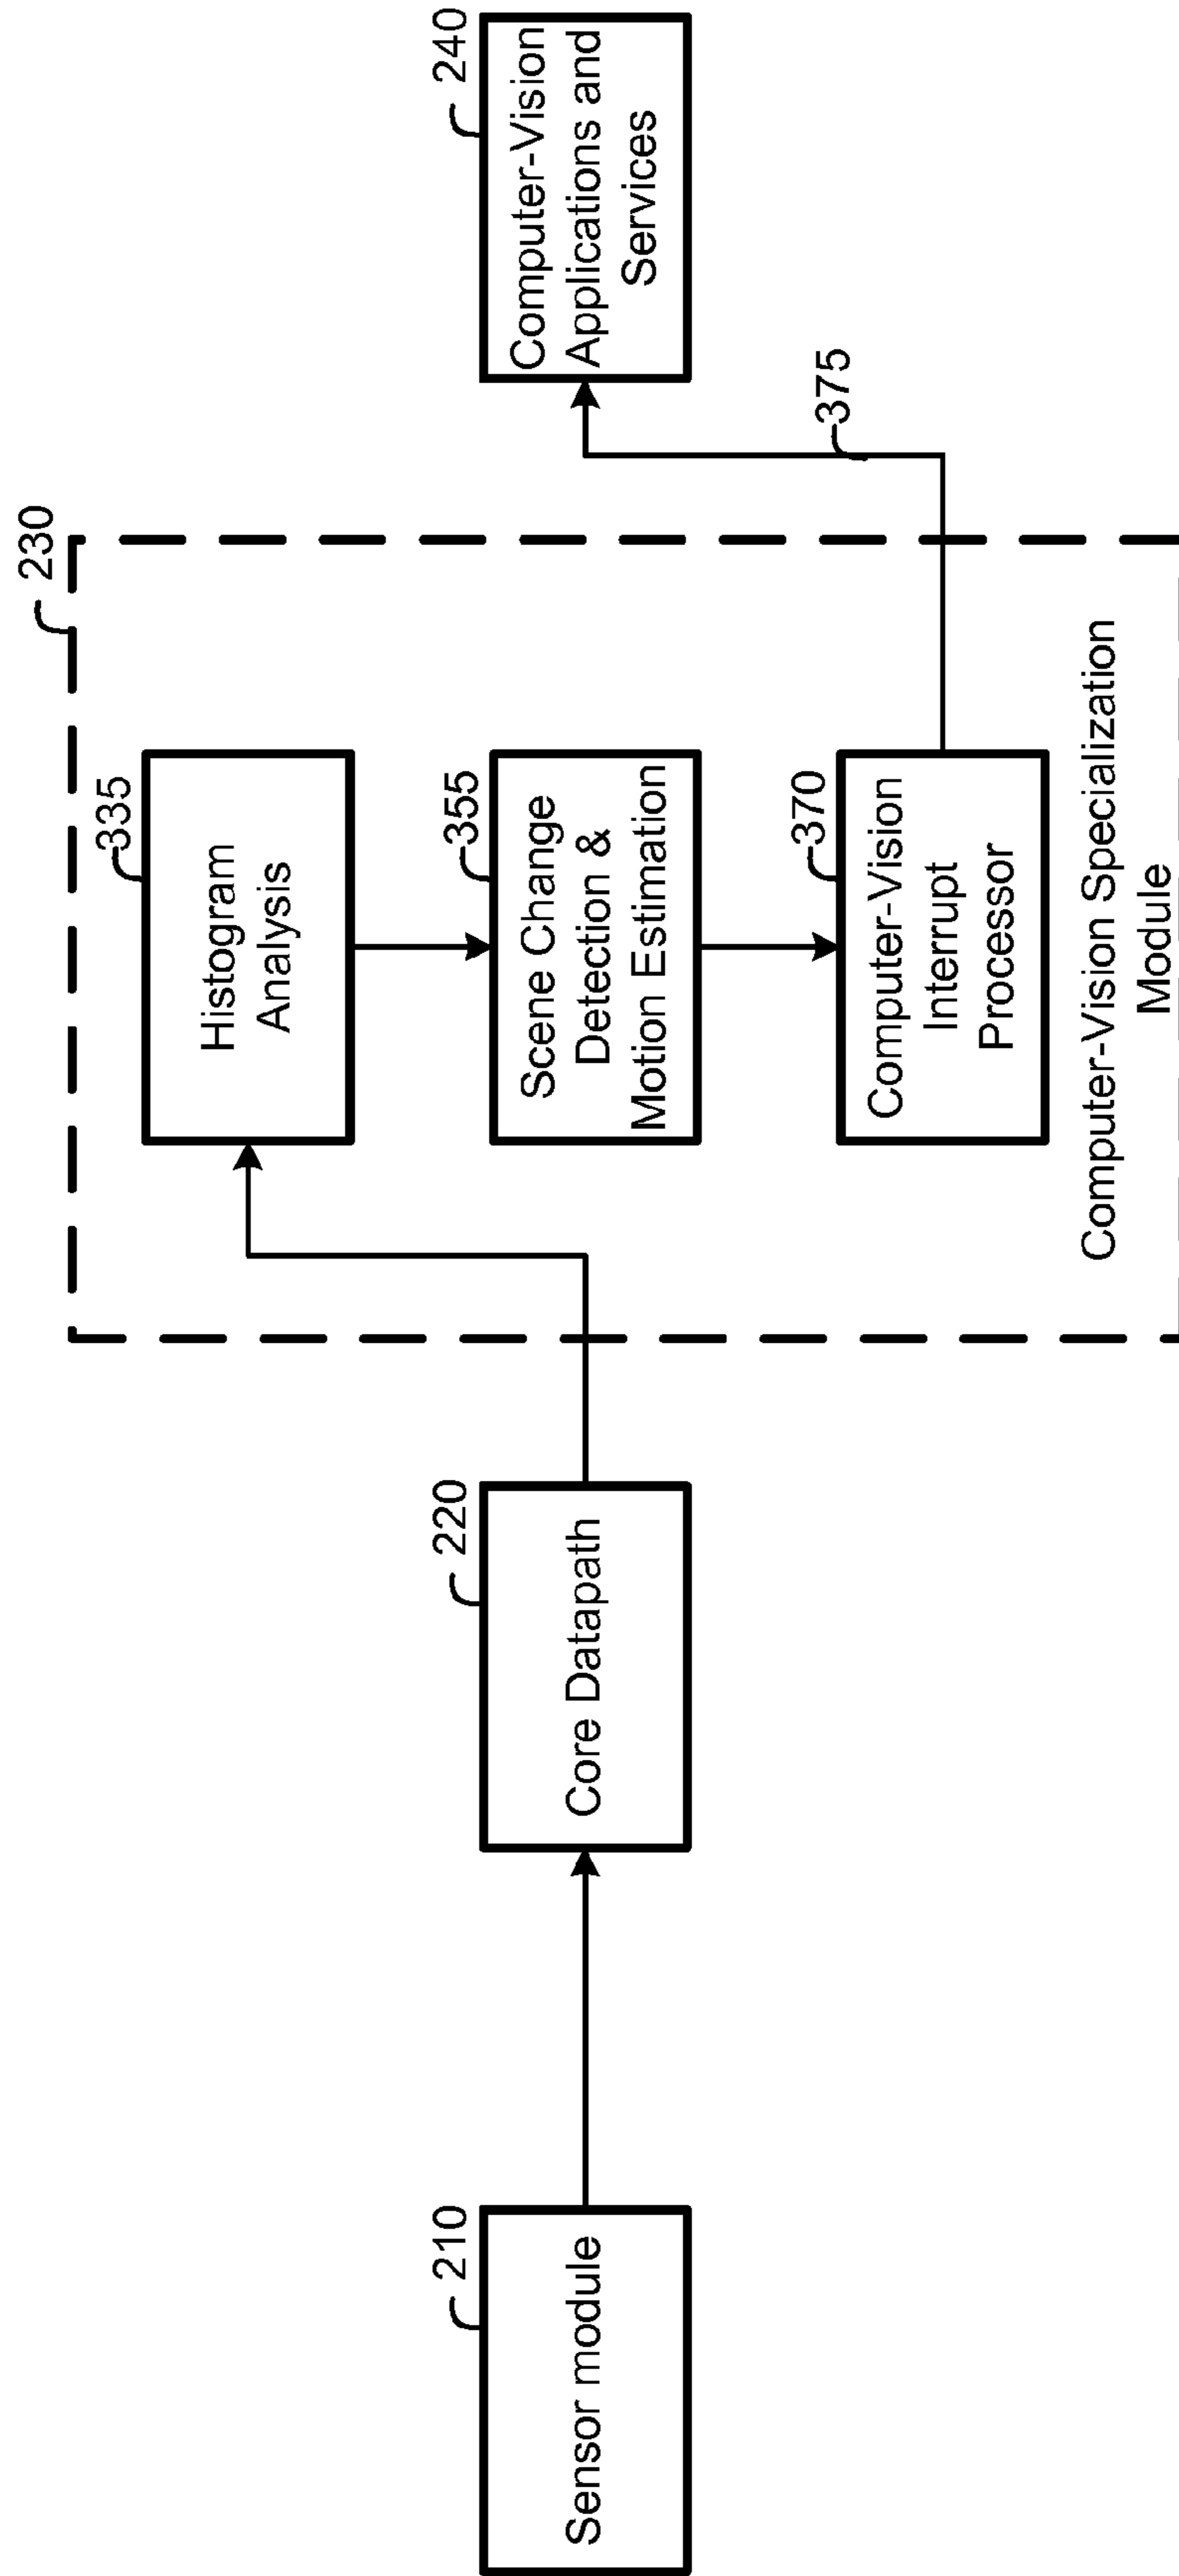 210
Sensor module
220
Core Datapath
230
335
Histogram
Analysis
355
Scene Change
Detection &
Motion Estimation
370
Computer-Vision
Interrupt
Processor
Computer-Vision Specialization
Module
375
240
Computer-Vision
Applications and
Services